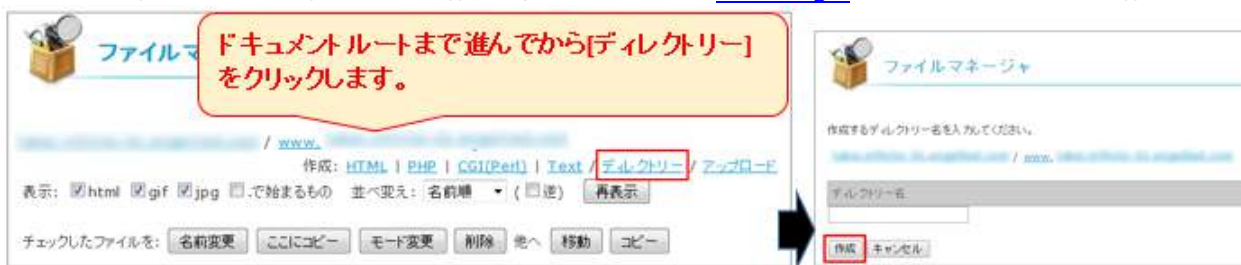 ファイルマ
ドキュメントルートまで進んでから[ディレクトリー]
をクリックします。
/ www.
作成: HTML | PHP | CGI(Perl) | Text / ディレクトリー / アップロード
表示: html gif jpg .で始まるもの 並べ変え: 名前順 (逆) 再表示
チェックしたファイルを: 名前変更 ここにコピー モード変更 削除 他へ 移動 コピー
ファイルマネージャ
作成するディレクトリー名を入力してください。
/ www.
ディレクトリー名
作成 キャンセル